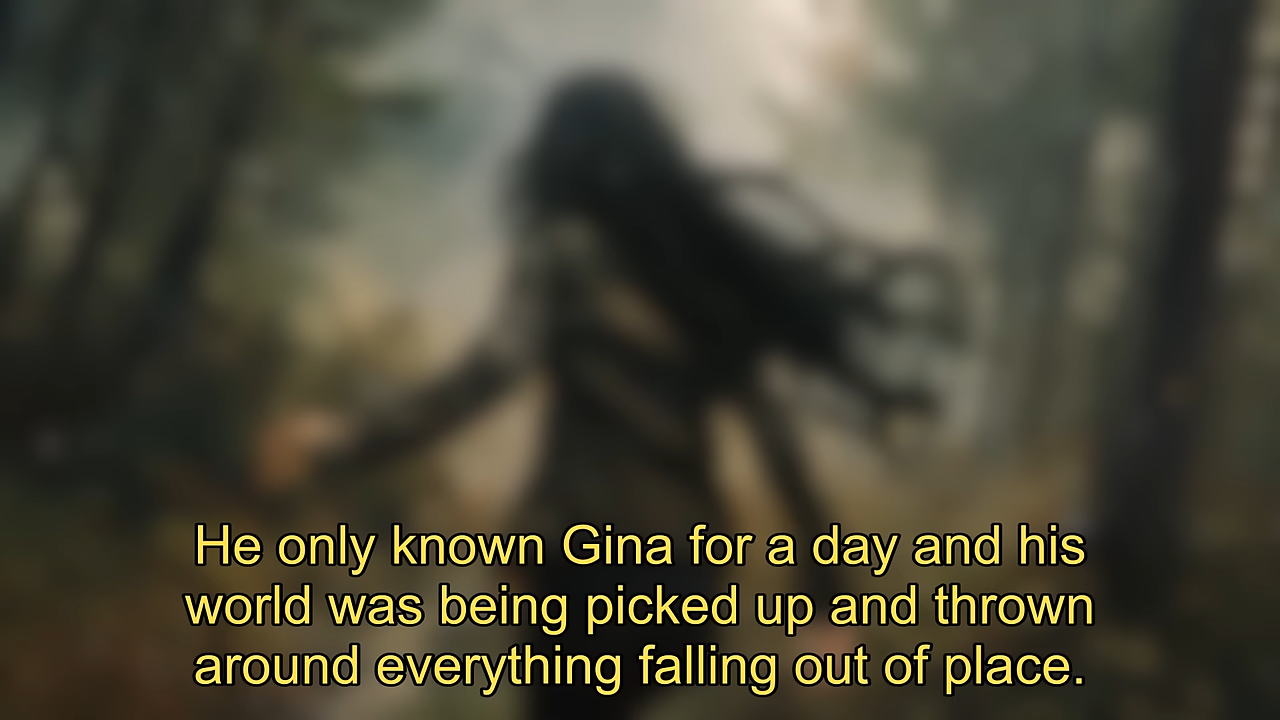 He only known Gina for a day and his
world was being picked up and thrown
around everything falling out of place.